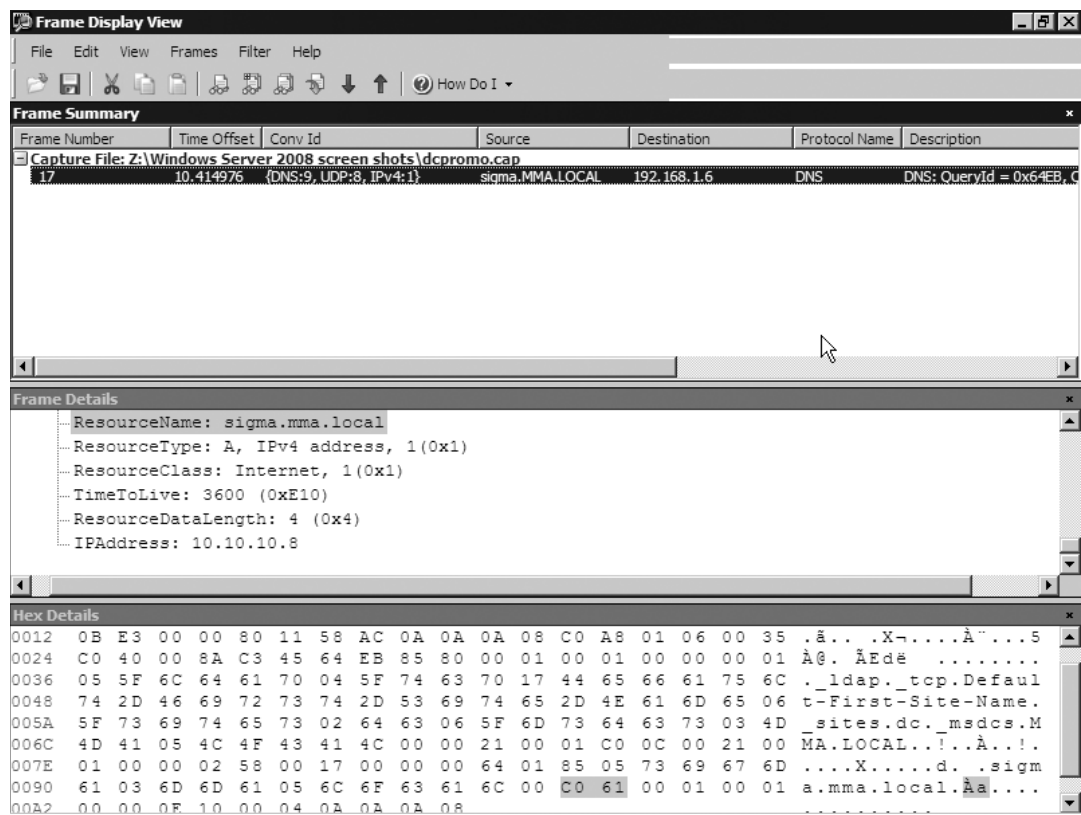 Frame Display View
File Edit View Frames Filter Help
How Do I
Frame Summary
Frame Number Time Offset Conv Id Source Destination Protocol Name Description
Capture File: Z:\Windows Server 2008 screen shots\dcpromo.cap
17 10.414976 {DNS:9, UDP:8, IPv4:1} sigma.MMA.LOCAL 192.168.1.6 DNS DNS: QueryId = 0x64EB,
Frame Details
ResourceName: sigma.mma.local
ResourceType: A, IPv4 address, 1(0x1)
ResourceClass: Internet, 1(0x1)
TimeToLive: 3600 (0xE10)
ResourceDataLength: 4 (0x4)
IPAddress: 10.10.10.8
Hex Details
0012 0B E3 00 00 80 11 58 AC 0A 0A 0A 08 C0 A8 01 06 00 35 .ã.. .X¬....À¨...5
0024 C0 40 00 8A C3 45 64 EB 85 80 00 01 00 01 00 00 00 01 À@. ÃEdë ........
0036 05 5F 6C 64 61 70 04 5F 74 63 70 17 44 65 66 61 75 6C ._ldap._tcp.Defaul
0048 74 2D 46 69 72 73 74 2D 53 69 74 65 2D 4E 61 6D 65 06 t-First-Site-Name.
005A 5F 73 69 74 65 73 02 64 63 06 5F 6D 73 64 63 73 03 4D _sites.dc._msdcs.M
006C 4D 41 05 4C 4F 43 41 4C 00 00 21 00 01 C0 0C 00 21 00 MA.LOCAL..!..À..!.
007E 01 00 00 02 58 00 17 00 00 00 64 01 85 05 73 69 67 6D ....X.....d. .sigm
0090 61 03 6D 6D 61 05 6C 6F 63 61 6C 00 C0 61 00 01 00 01 a.mma.local.Àa....
00A2 00 00 0E 10 00 04 0A 0A 0A 08 ..........